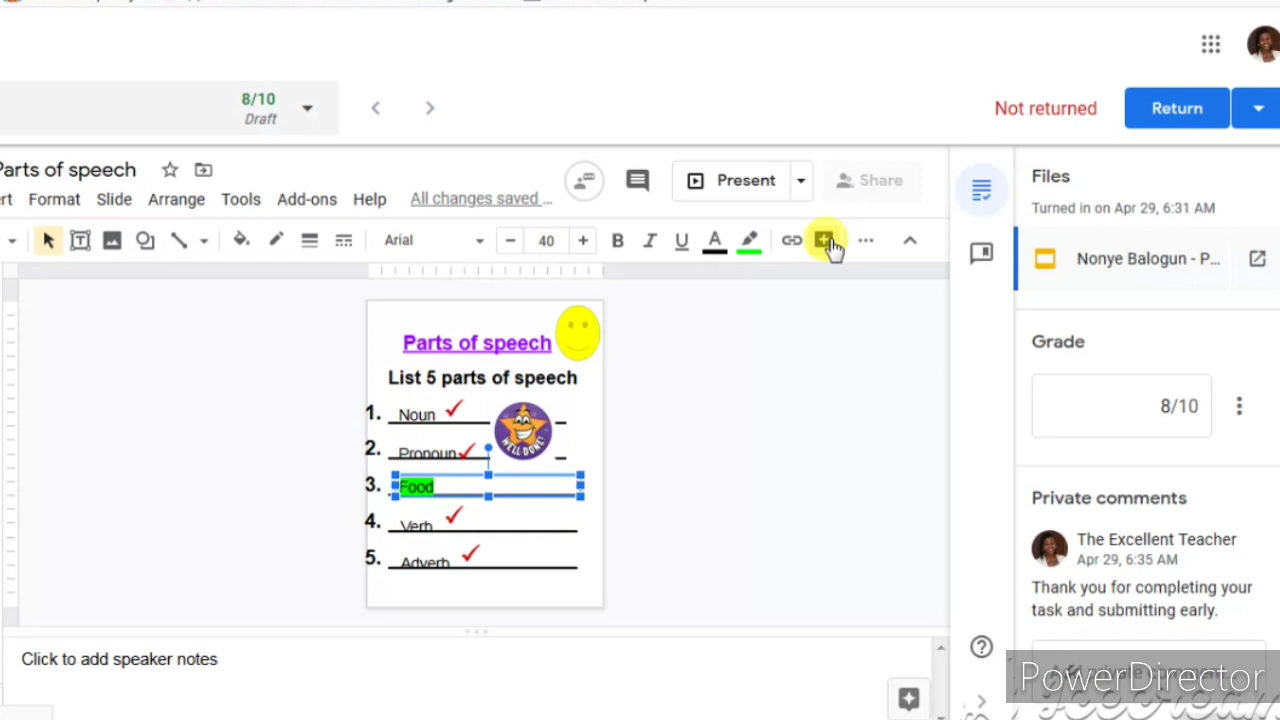 8/10
Draft
Not returned
Return
Parts of speech
rt Format Slide Arrange Tools Add-ons Help All changes saved ...
Present
Share
Arial
− 40 +
B I U A
Files
Turned in on Apr 29, 6:31 AM
Nonye Balogun - P...
Grade
8/10
Private comments
The Excellent Teacher
Apr 29, 6:35 AM
Thank you for completing your
task and submitting early.
Parts of speech
List 5 parts of speech
1. Noun
WELL DONE!
2. Pronoun
3. Food
4. Verb
5. Adverb
Click to add speaker notes
PowerDirector